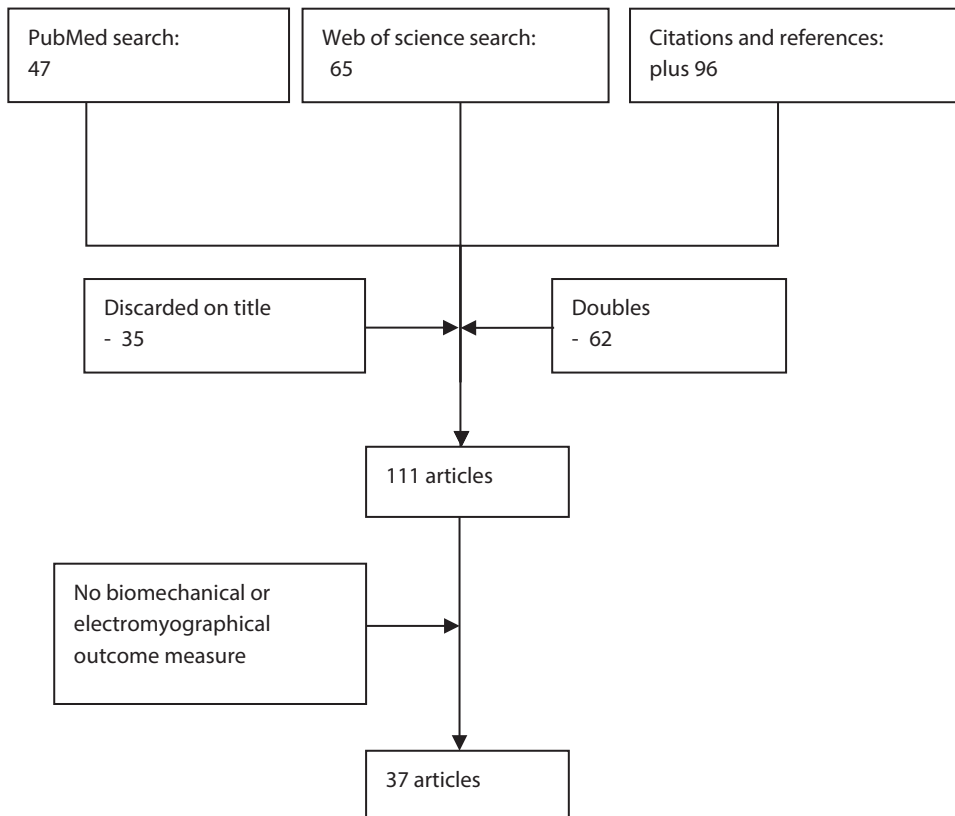 PubMed search:
47
Web of science search:
65
Citations and references:
plus 96
Discarded on title
- 35
Doubles
- 62
111 articles
No biomechanical or
electromyographical
outcome measure
37 articles